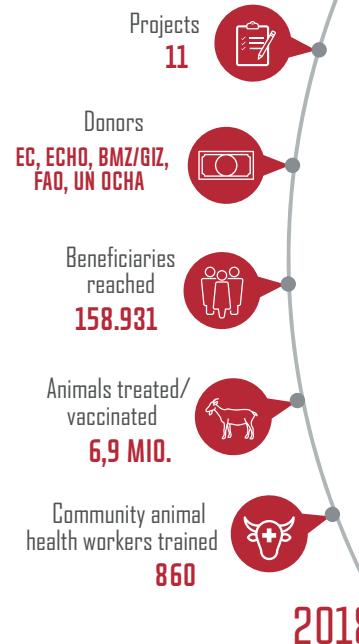 Projects
11
Donors
EC, ECHO, BMZ/GIZ,
FAO, UN OCHA
Beneficiaries
reached
158.931
Animals treated/
vaccinated
6,9 MIO.
Community animal
health workers trained
860
2018